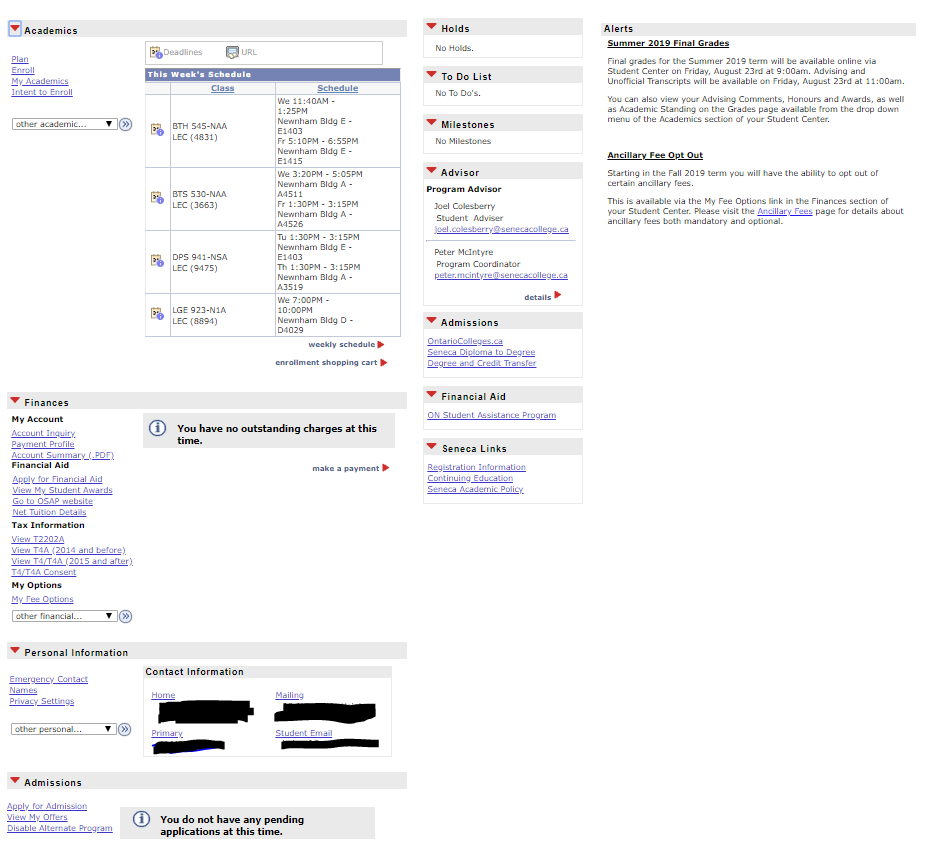 Academics
Plan
Enroll
My Academics
Intent to Enroll
other academic...
Deadlines URL
This Week's Schedule
Class Schedule
BTH 545-NAA
LEC (4831)
We 11:40AM -
1:25PM
Newnham Bldg E -
E1403
Fr 5:10PM - 6:55PM
Newnham Bldg E -
E1415
BTS 530-NAA
LEC (3663)
We 3:20PM - 5:05PM
Newnham Bldg A -
A4511
Fr 1:30PM - 3:15PM
Newnham Bldg A -
A4526
DPS 941-NSA
LEC (9475)
Tu 1:30PM - 3:15PM
Newnham Bldg E -
E1403
Th 1:30PM - 3:15PM
Newnham Bldg A -
A3519
LGE 923-N1A
LEC (8894)
We 7:00PM -
10:00PM
Newnham Bldg D -
D4029
weekly schedule
enrollment shopping cart
Finances
My Account
Account Inquiry
Payment Profile
Account Summary (.PDF)
Financial Aid
Apply for Financial Aid
View My Student Awards
Go to OSAP website
Net Tuition Details
Tax Information
View T2202A
View T4A (2014 and before)
View T4/T4A (2015 and after)
T4/T4A Consent
My Options
My Fee Options
other financial...
You have no outstanding charges at this
time.
make a payment
Personal Information
Emergency Contact
Names
Privacy Settings
other personal...
Contact Information
Home Mailing
Primary Student Email
Admissions
Apply for Admission
View My Offers
Disable Alternate Program
You do not have any pending
applications at this time.
Holds
No Holds.
To Do List
No To Do's.
Milestones
No Milestones
Advisor
Program Advisor
Joel Colesberry
Student Adviser
joel.colesberry@senecacollege.ca
Peter McIntyre
Program Coordinator
peter.mcintyre@senecacollege.ca
details
Admissions
OntarioColleges.ca
Seneca Diploma to Degree
Degree and Credit Transfer
Financial Aid
ON Student Assistance Program
Seneca Links
Registration Information
Continuing Education
Seneca Academic Policy
Alerts
Summer 2019 Final Grades
Final grades for the Summer 2019 term will be available online via
Student Center on Friday, August 23rd at 9:00am. Advising and
Unofficial Transcripts will be available on Friday, August 23rd at 11:00am.
You can also view your Advising Comments, Honours and Awards, as well
as Academic Standing on the Grades page available from the drop down
menu of the Academics section of your Student Center.
Ancillary Fee Opt Out
Starting in the Fall 2019 term you will have the ability to opt out of
certain ancillary fees.
This is available via the My Fee Options link in the Finances section of
your Student Center. Please visit the Ancillary Fees page for details about
ancillary fees both mandatory and optional.